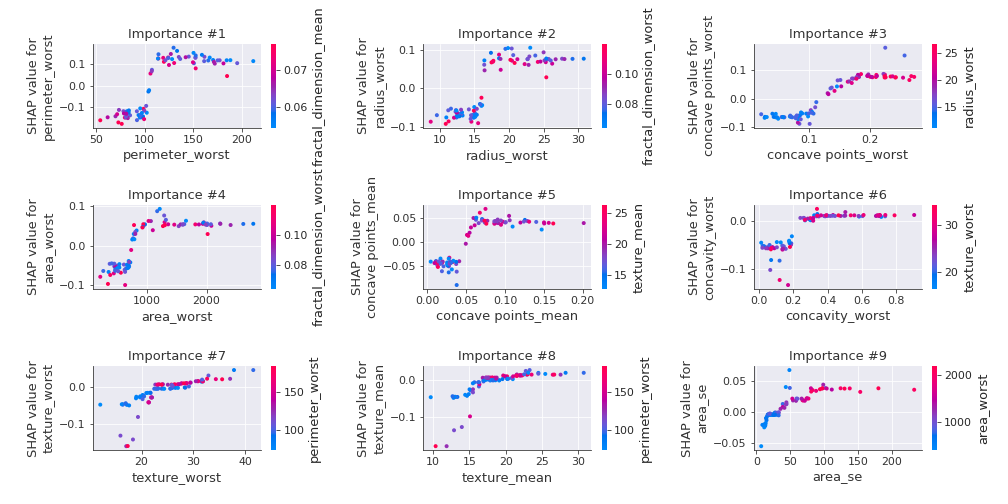 Importance #1
SHAP value for
perimeter_worst
0.1
0.0
−0.1
50
100
150
200
perimeter_worst
0.07
0.06
fractal_dimension_mean
Importance #2
SHAP value for
radius_worst
0.1
0.0
−0.1
10
15
20
25
30
radius_worst
0.10
0.08
fractal_dimension_worst
Importance #3
SHAP value for
concave points_worst
0.1
0.0
−0.1
0.1
0.2
concave points_worst
25
20
15
radius_worst
Importance #4
SHAP value for
area_worst
0.1
0.0
−0.1
1000
2000
area_worst
0.10
0.08
fractal_dimension_worst
Importance #5
SHAP value for
concave points_mean
0.05
0.00
−0.05
0.00
0.05
0.10
0.15
0.20
concave points_mean
25
20
15
texture_mean
Importance #6
SHAP value for
concavity_worst
0.0
−0.1
0.0
0.2
0.4
0.6
0.8
concavity_worst
30
20
texture_worst
Importance #7
SHAP value for
texture_worst
0.0
−0.1
20
30
40
texture_worst
150
100
perimeter_worst
Importance #8
SHAP value for
texture_mean
0.0
−0.1
10
15
20
25
30
texture_mean
150
100
perimeter_worst
Importance #9
SHAP value for
area_se
0.05
0.00
−0.05
0
50
100
150
200
area_se
2000
1000
area_worst